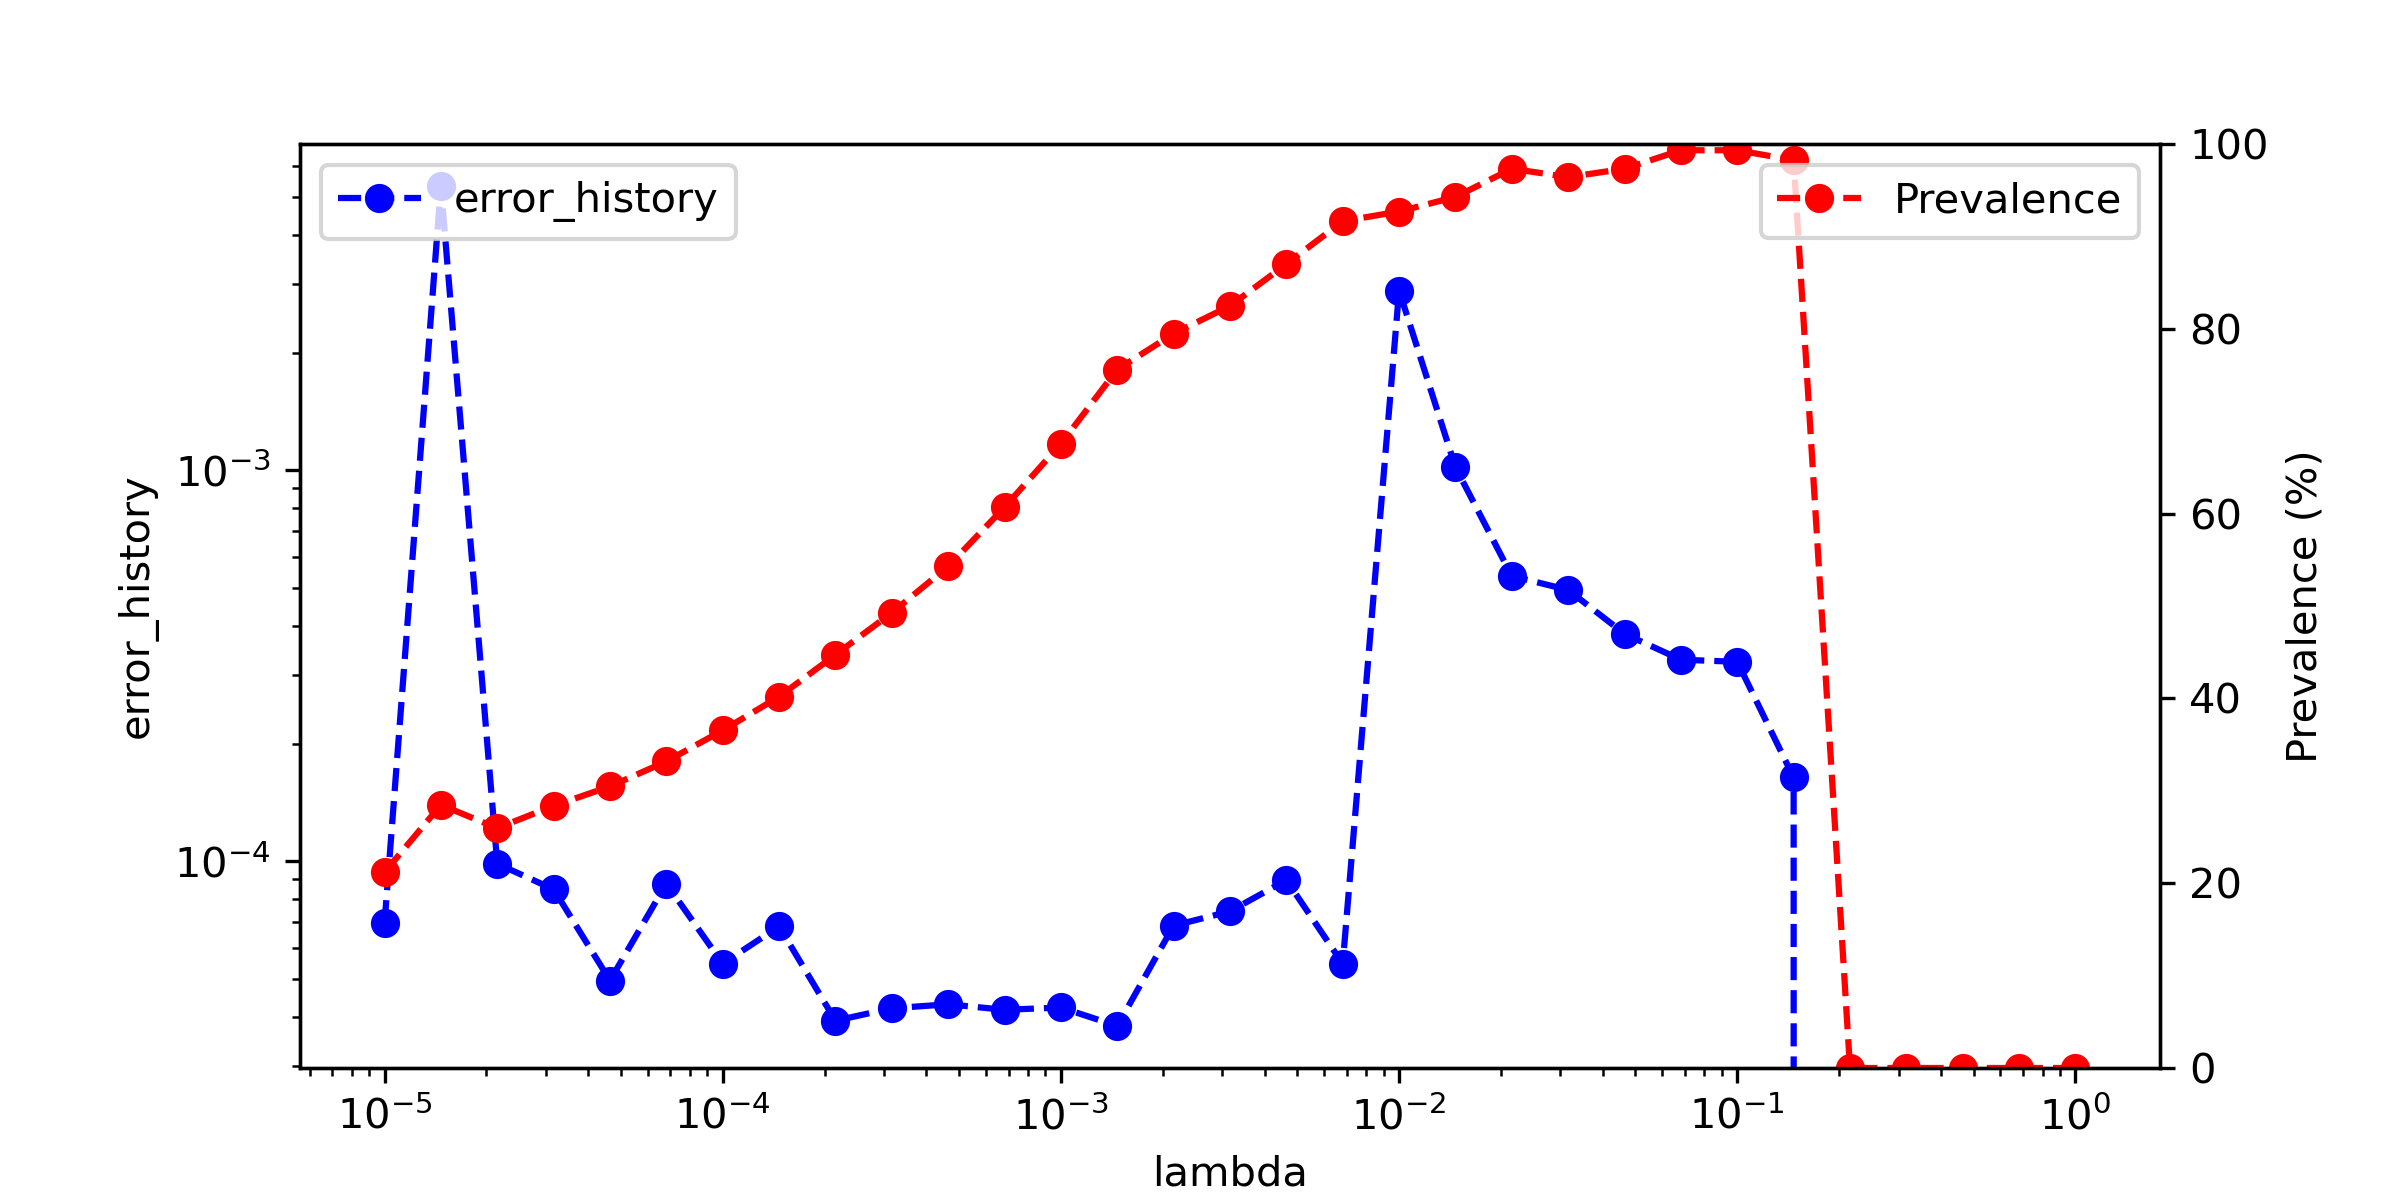 error_history
Prevalence
100
80
60
40
20
0
10⁻³
10⁻⁴
error_history
Prevalence (%)
10⁻⁵ 10⁻⁴ 10⁻³ 10⁻² 10⁻¹ 10⁰
lambda